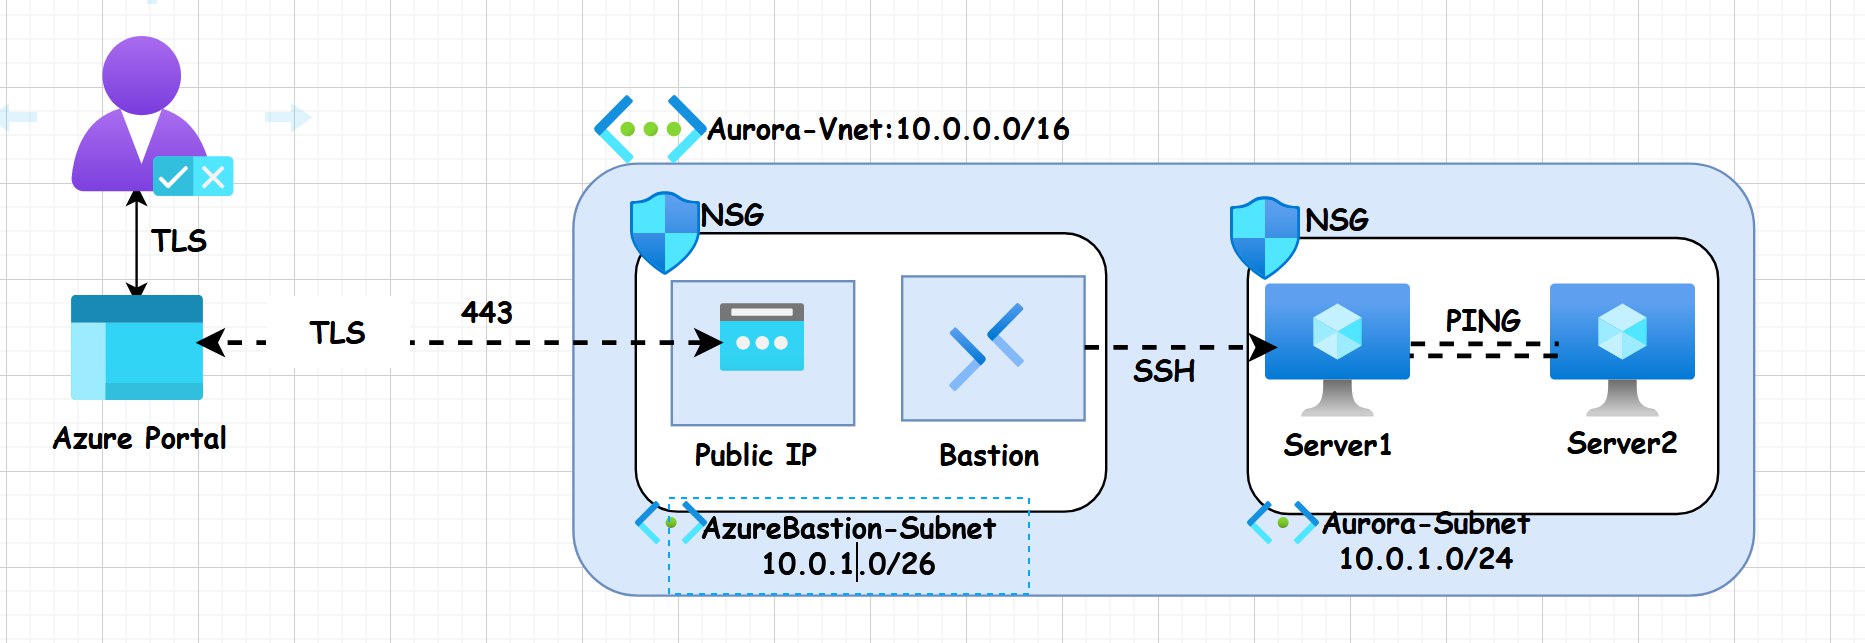 Aurora-Vnet:10.0.0.0/16
NSG
NSG
TLS
443
TLS
PING
SSH
Azure Portal
Public IP
Bastion
Server1
Server2
AzureBastion-Subnet
10.0.1.0/26
Aurora-Subnet
10.0.1.0/24